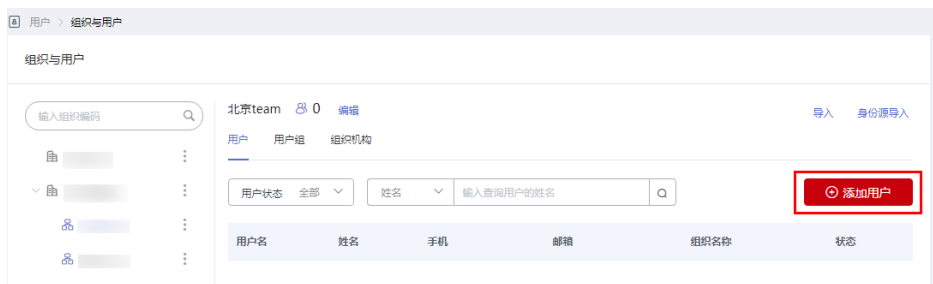 用户 > 组织与用户
组织与用户
输入组织编码
北京team 0 编辑
导入 身份源导入
用户 用户组 组织机构
用户状态 全部 姓名 输入查询用户的姓名
添加用户
用户名 姓名 手机 邮箱 组织名称 状态